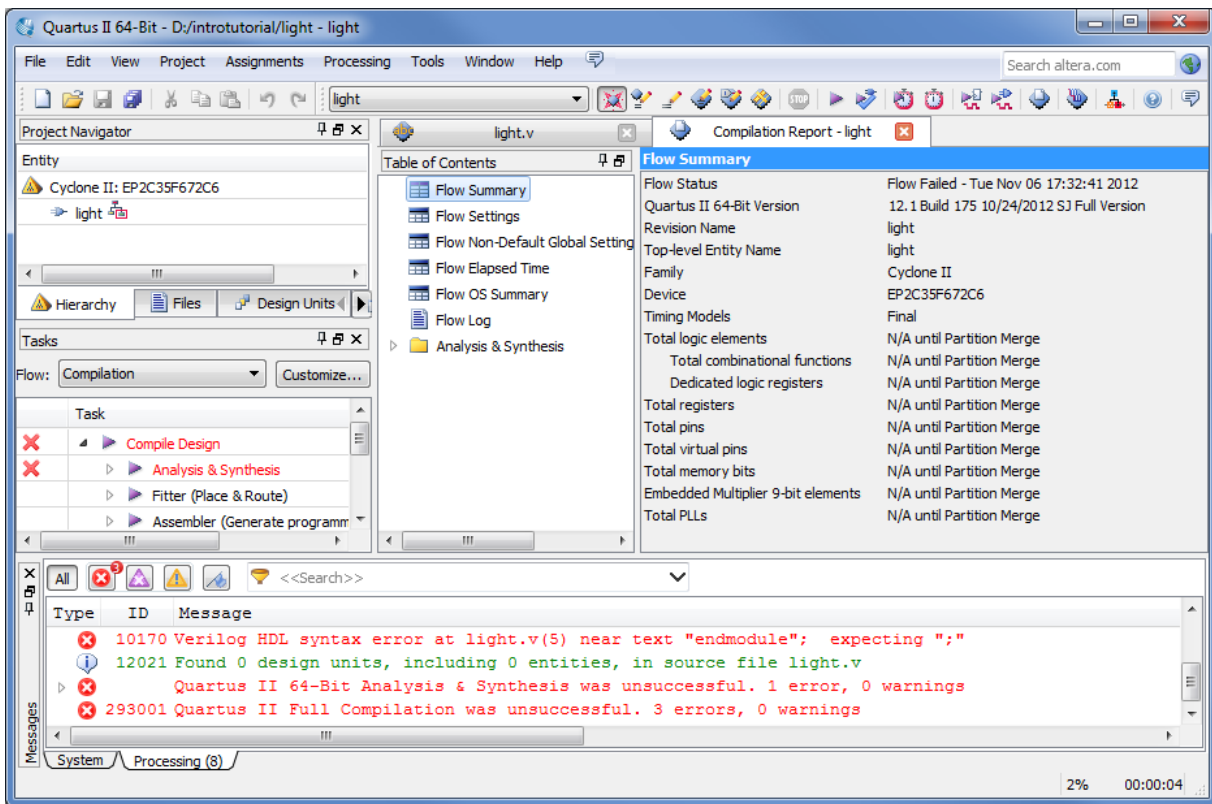 Quartus II 64-Bit - D:/introtutorial/light - light
File Edit View Project Assignments Processing Tools Window Help
Search altera.com
light
STOP
Project Navigator
Entity
Cyclone II: EP2C35F672C6
light
Hierarchy Files Design Units
Tasks
Flow: Compilation Customize...
Task
Compile Design
Analysis & Synthesis
Fitter (Place & Route)
Assembler (Generate programm
light.v
Compilation Report - light
Table of Contents
Flow Summary
Flow Settings
Flow Non-Default Global Setting
Flow Elapsed Time
Flow OS Summary
Flow Log
Analysis & Synthesis
Flow Summary
Flow Status Flow Failed - Tue Nov 06 17:32:41 2012
Quartus II 64-Bit Version 12.1 Build 175 10/24/2012 SJ Full Version
Revision Name light
Top-level Entity Name light
Family Cyclone II
Device EP2C35F672C6
Timing Models Final
Total logic elements N/A until Partition Merge
Total combinational functions N/A until Partition Merge
Dedicated logic registers N/A until Partition Merge
Total registers N/A until Partition Merge
Total pins N/A until Partition Merge
Total virtual pins N/A until Partition Merge
Total memory bits N/A until Partition Merge
Embedded Multiplier 9-bit elements N/A until Partition Merge
Total PLLs N/A until Partition Merge
All 3 <<Search>>
Type ID Message
10170 Verilog HDL syntax error at light.v(5) near text "endmodule"; expecting ";"
12021 Found 0 design units, including 0 entities, in source file light.v
Quartus II 64-Bit Analysis & Synthesis was unsuccessful. 1 error, 0 warnings
293001 Quartus II Full Compilation was unsuccessful. 3 errors, 0 warnings
Messages
System Processing (8)
2% 00:00:04